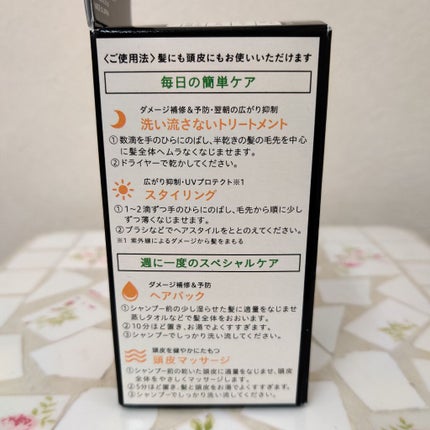 〈ご使用法〉髪にも頭皮にもお使いいただけます
毎日の簡単ケア
ダメージ補修&予防・翌朝の広がり抑制
洗い流さないトリートメント
①数滴を手のひらにのばし、半乾きの髪の毛先を中心
に髪全体へムラなくなじませます。
②ドライヤーで乾かしてください。
広がり抑制・UVプロテクト※1
スタイリング
①1~2滴ずつ手のひらにのばし、毛先から順に少し
ずつ薄くなじませます。
②ブラシなどでヘアスタイルをととのえてください。
※1 紫外線によるダメージから髪をまもる
週に一度のスペシャルケア
ダメージ補修&予防
ヘアパック
①シャンプー前の少し湿らせた髪に適量をなじませ
蒸しタオルなどで髪全体をおおいます。
②10分ほど置き、お湯でよくすすぎます。
③シャンプーでしっかり洗い流してください。
頭皮を健やかにたもつ
頭皮マッサージ
①シャンプー前の乾いた頭皮に適量をなじませ、頭皮
全体をやさしくマッサージします。
②5分ほど置き、髪と頭皮をお湯でよくすすぎます。
③シャンプーでしっかり洗い流してください。